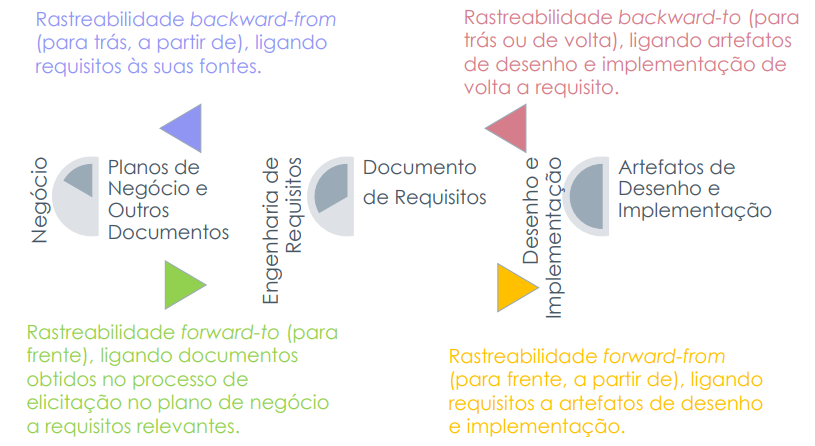 Rastreabilidade backward-from
(para trás, a partir de), ligando
requisitos às suas fontes.
Rastreabilidade backward-to (para
trás ou de volta), ligando artefatos
de desenho e implementação de
volta a requisito.
Negócio
Planos de
Negócio e
Outros
Documentos
Engenharia de
Requisitos
Documento
de Requisitos
Desenho e
Implementação
Artefatos de
Desenho e
Implementação
Rastreabilidade forward-to (para
frente), ligando documentos
obtidos no processo de
elicitação no plano de negócio
a requisitos relevantes.
Rastreabilidade forward-from
(para frente, a partir de), ligando
requisitos a artefatos de desenho
e implementação.